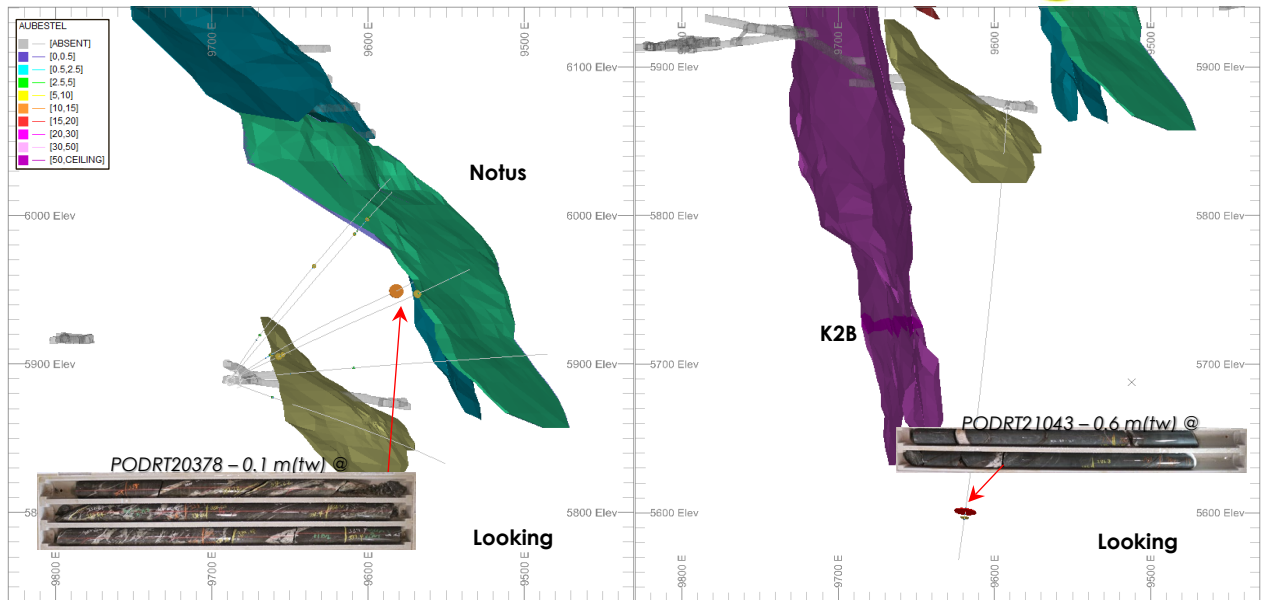 AUBESTEL
[ABSENT]
[0,0.5]
[0.5,2.5]
[2.5,5]
[5,10]
[10,15]
[15,20]
[20,30]
[30,50]
[50,CEILING]
9700 E
9600 E
9500 E
6100 Elev
Notus
6000 Elev
6000 Elev
5900 Elev
5900 Elev
PODRT20378 – 0.1 m(tw) @
5800 Elev
Looking
9800 E
9700 E
9600 E
9500 E
9800 E
9700 E
9600 E
9500 E
5900 Elev
5900 Elev
5800 Elev
5800 Elev
K2B
5700 Elev
5700 Elev
PODRT21043 – 0.6 m(tw) @
5600 Elev
5600 Elev
Looking
9800 E
9700 E
9600 E
9500 E